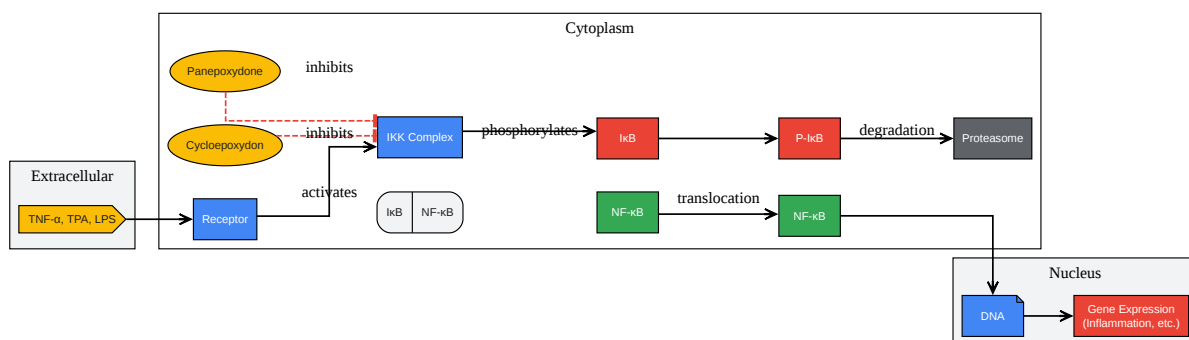 Cytoplasm
Panepoxydone
inhibits
Cycloepoxydon
inhibits
IKK Complex
phosphorylates
IκB
P-IκB
degradation
Proteasome
Extracellular
TNF-α, TPA, LPS
Receptor
activates
IκB
NF-κB
NF-κB
translocation
NF-κB
Nucleus
DNA
Gene Expression
(Inflammation, etc.)